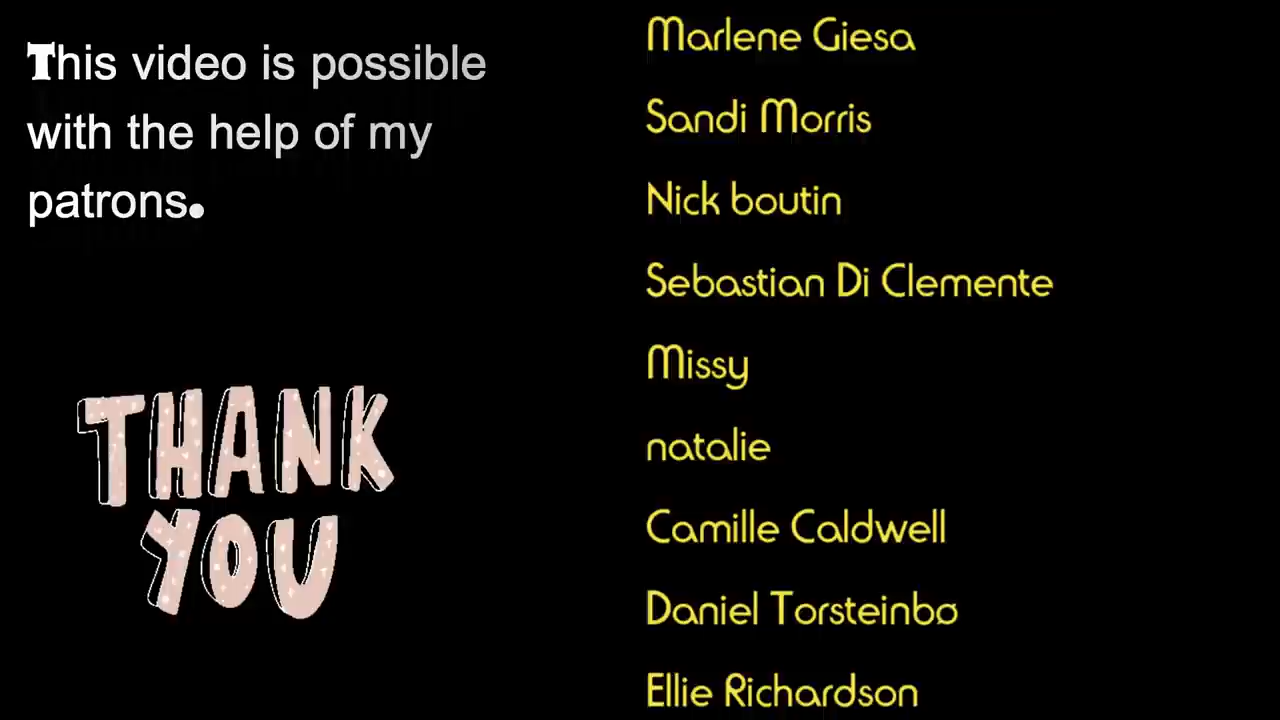 This video is possible
with the help of my
patrons.
THANK
YOU
Marlene Giesa
Sandi Morris
Nick boutin
Sebastian Di Clemente
Missy
natalie
Camille Caldwell
Daniel Torsteinbø
Ellie Richardson